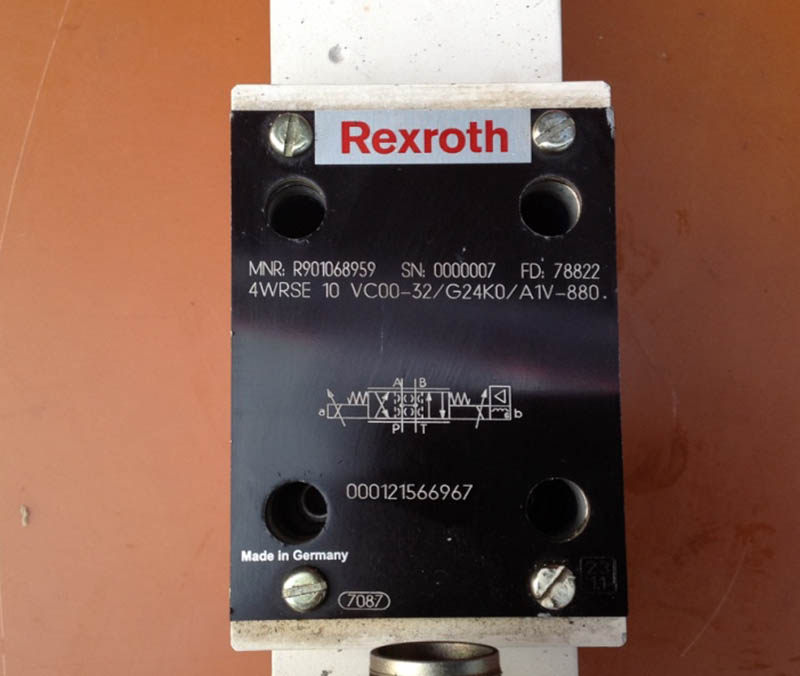 Rexroth
MNR: R901068959 SN: 0000007 FD: 78822
4WRSE 10 VC00-32/G24K0/A1V-880.
A B
a b
P T
000121566967
Made in Germany
7087